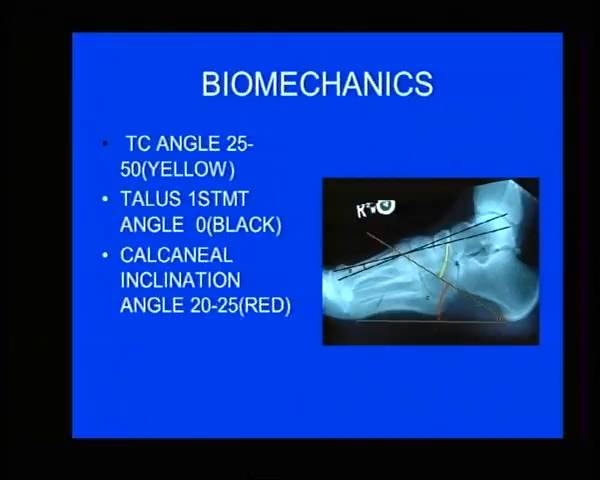 BIOMECHANICS
• TC ANGLE 25-
50(YELLOW)
• TALUS 1STMT
ANGLE 0(BLACK)
• CALCANEAL
INCLINATION
ANGLE 20-25(RED)